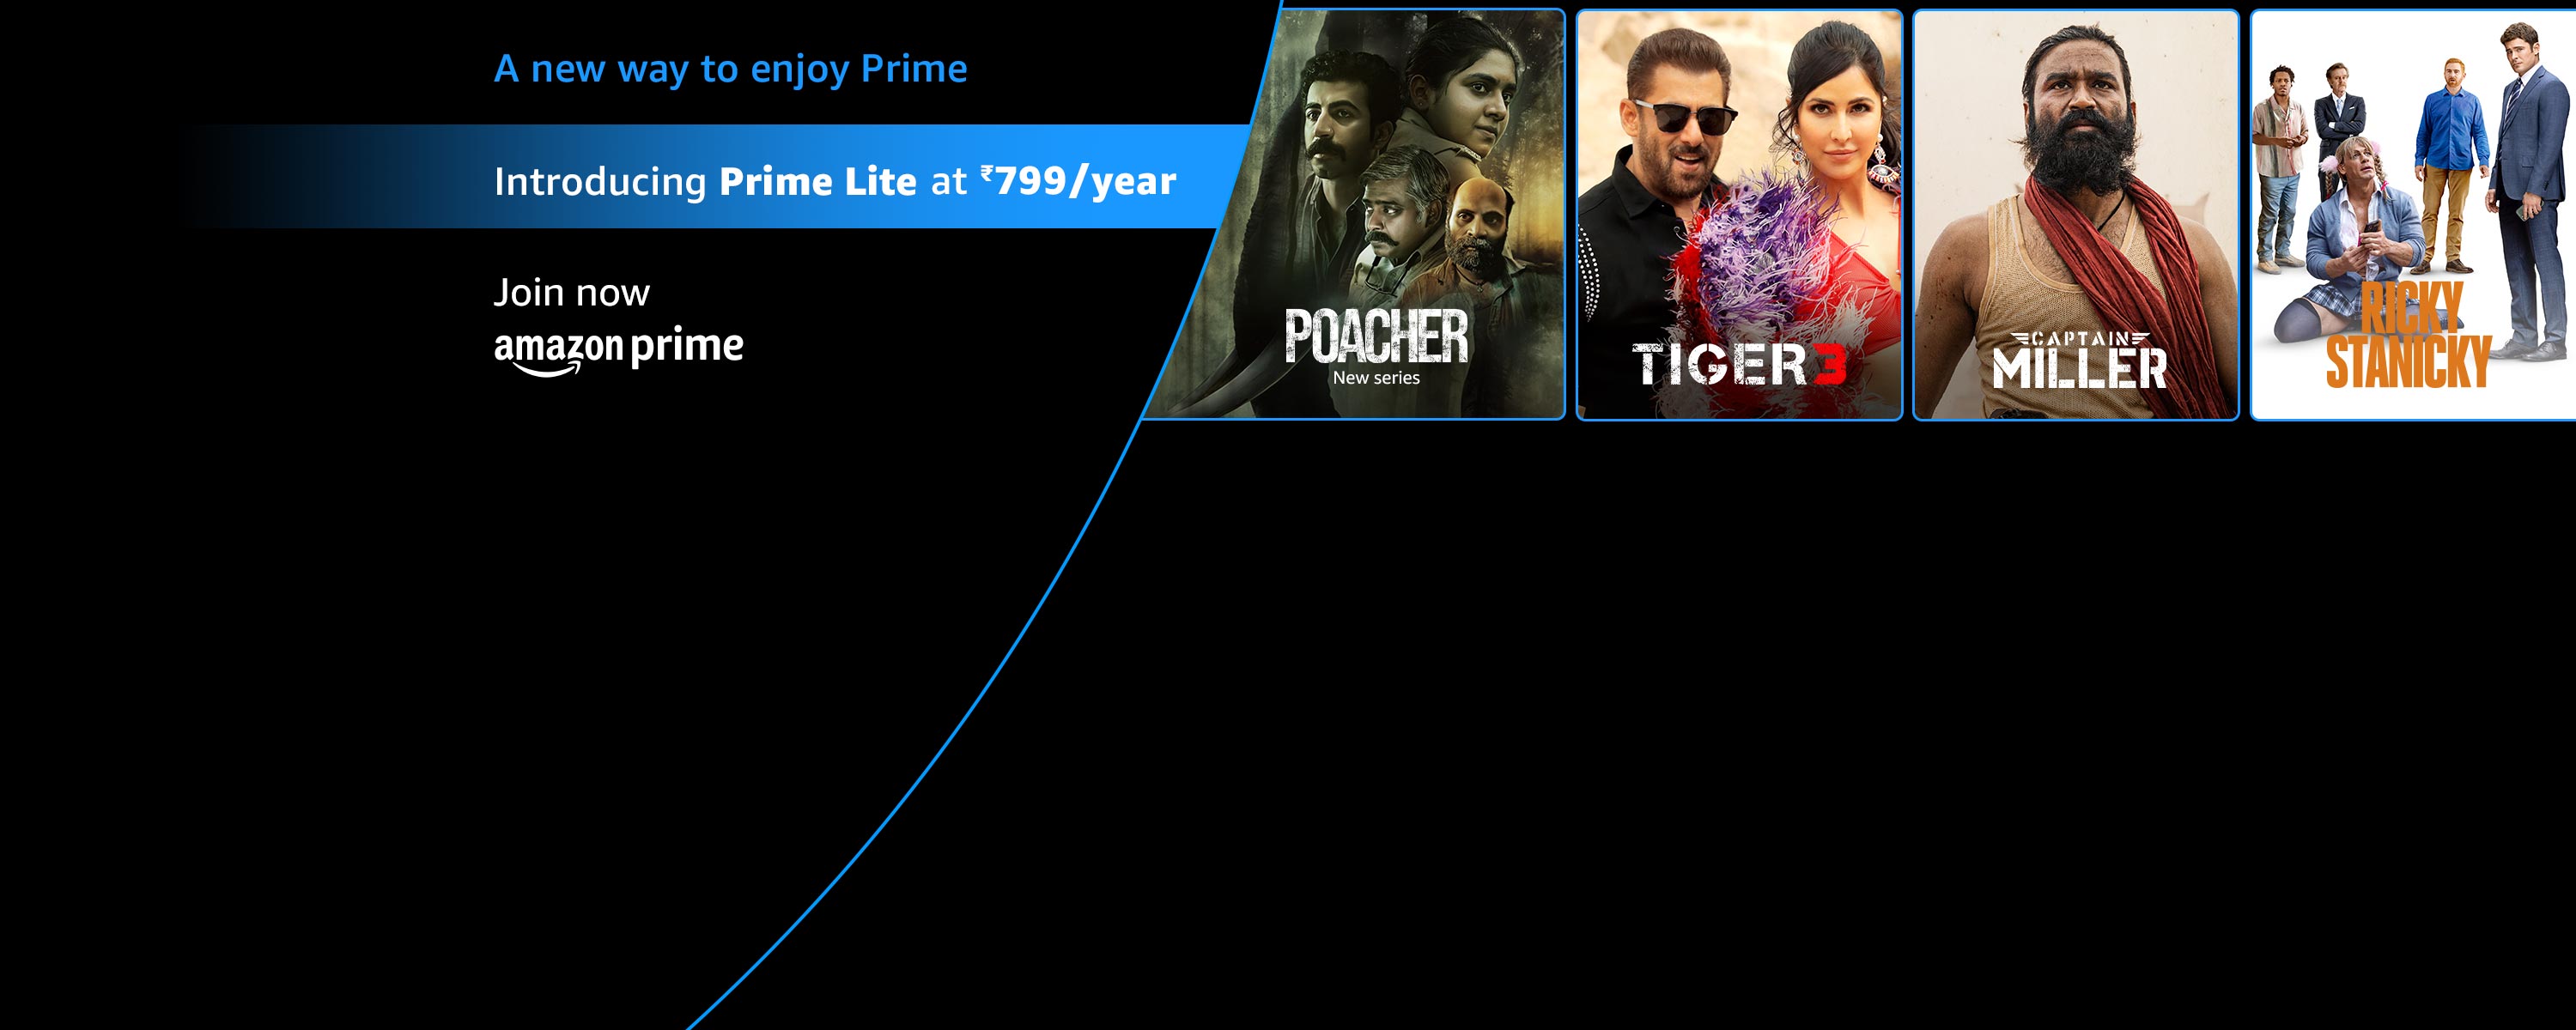 A new way to enjoy Prime
Introducing Prime Lite at ₹799/year
Join now
amazon prime
POACHER
New series
TIGER 3
CAPTAIN
MILLER
RICKY
STANICKY